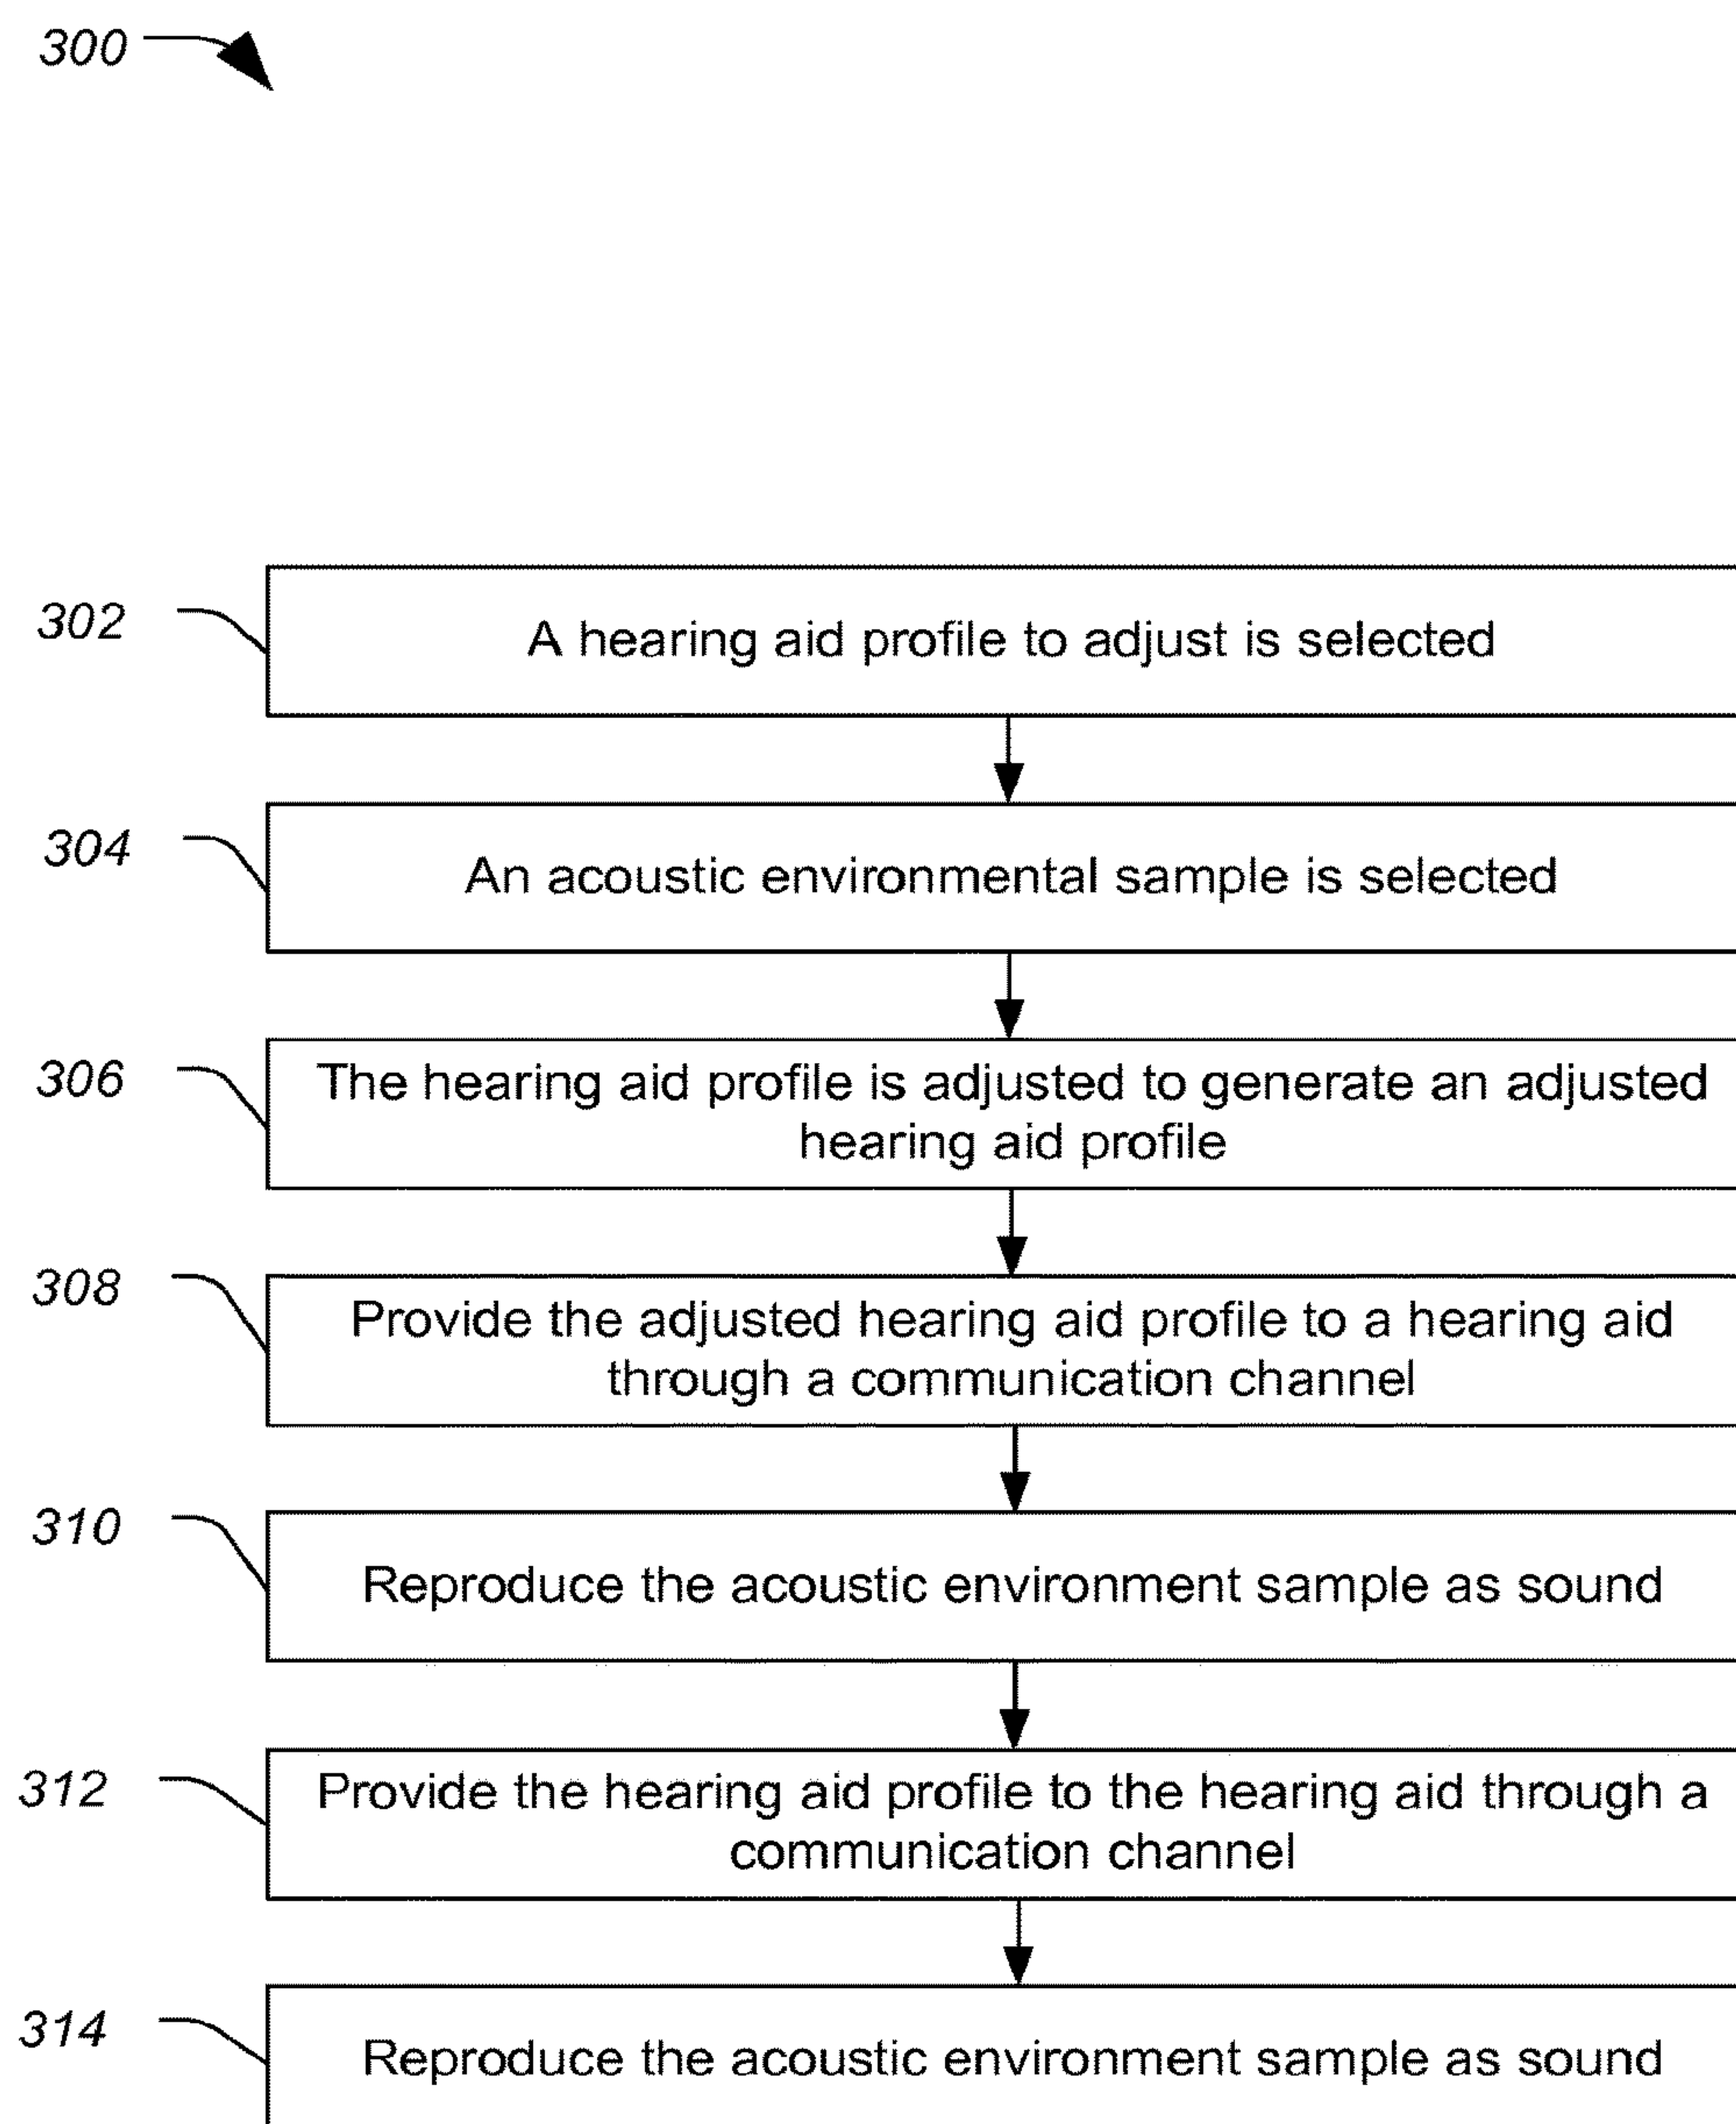 300
302
A hearing aid profile to adjust is selected
304
An acoustic environmental sample is selected
306
The hearing aid profile is adjusted to generate an adjusted
hearing aid profile
308
Provide the adjusted hearing aid profile to a hearing aid
through a communication channel
310
Reproduce the acoustic environment sample as sound
312
Provide the hearing aid profile to the hearing aid through a
communication channel
314
Reproduce the acoustic environment sample as sound